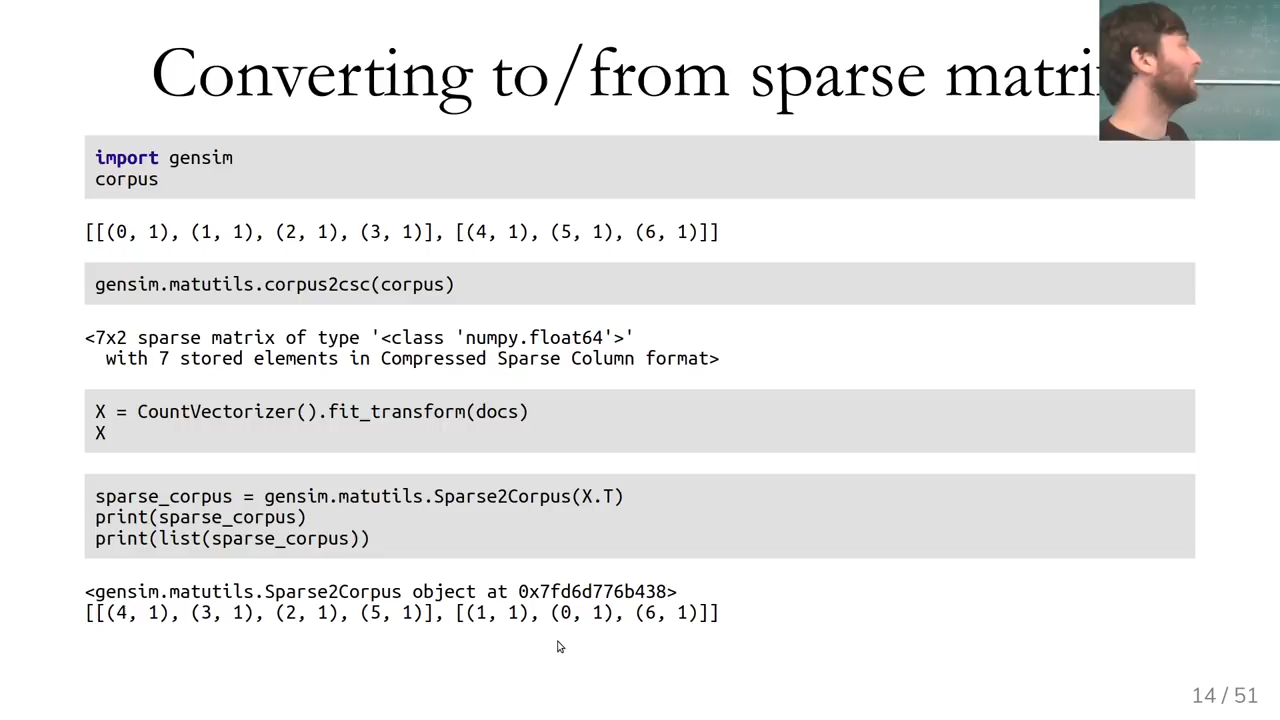 Converting to/from sparse matri
import gensim
corpus
[[(0, 1), (1, 1), (2, 1), (3, 1)], [(4, 1), (5, 1), (6, 1)]]
gensim.matutils.corpus2csc(corpus)
<7x2 sparse matrix of type '<class 'numpy.float64'>'
with 7 stored elements in Compressed Sparse Column format>
X = CountVectorizer().fit_transform(docs)
X
sparse_corpus = gensim.matutils.Sparse2Corpus(X.T)
print(sparse_corpus)
print(list(sparse_corpus))
<gensim.matutils.Sparse2Corpus object at 0x7fd6d776b438>
[[(4, 1), (3, 1), (2, 1), (5, 1)], [(1, 1), (0, 1), (6, 1)]]
14 / 51